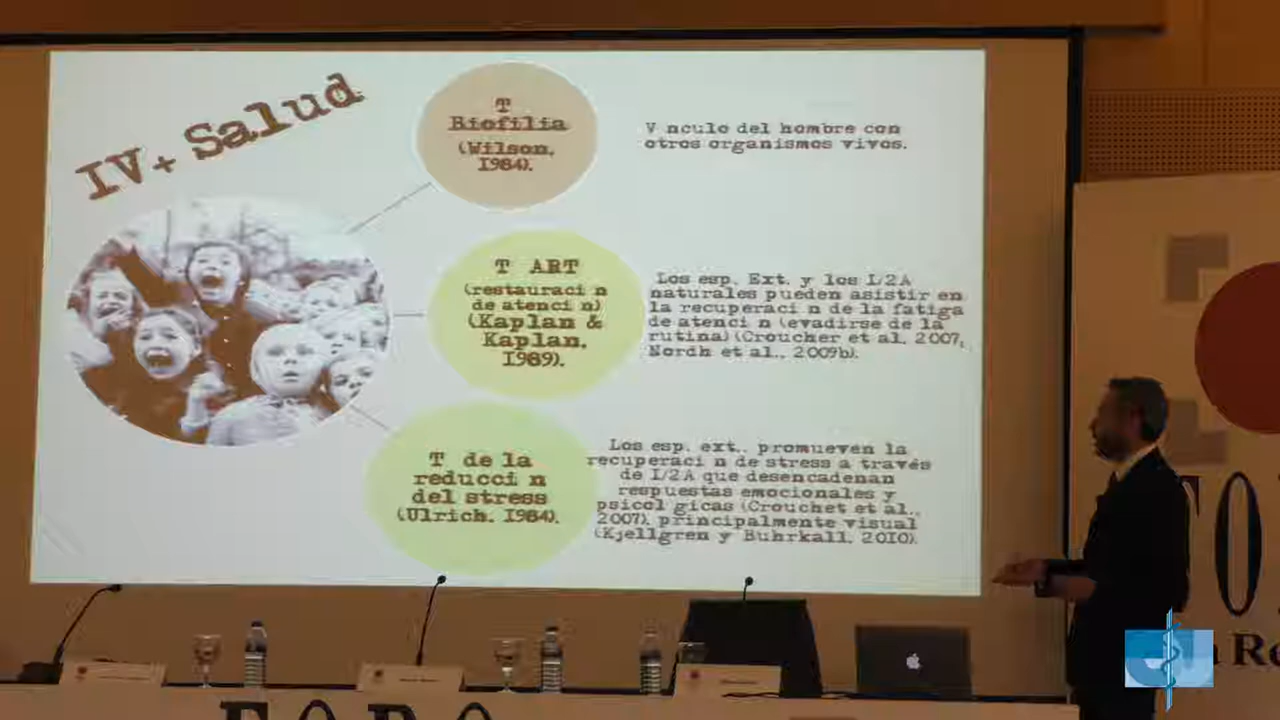 IV+ Salud
T
Biofilia
(Wilson,
1984).
V nculo del hombre con
otros organismos vivos.
T ART
(restauraci n
de atenci n)
(Kaplan &
Kaplan,
1989).
Los esp. Ext. y los L/2A
naturales pueden asistir en
la recuperaci n de la fatiga
de atenci n (evadirse de la
rutina) (Croucher et al, 2007,
Nordh et al., 2009b).
T de la
reducci n
del stress
(Ulrich, 1984).
Los esp. ext., promueven la
recuperaci n de stress a través
de L/2A que desencadenan
respuestas emocionales y
psicol gicas (Crouchet et al.,
2007), principalmente visual
(Kjellgren y Buhrkall, 2010).
FORO